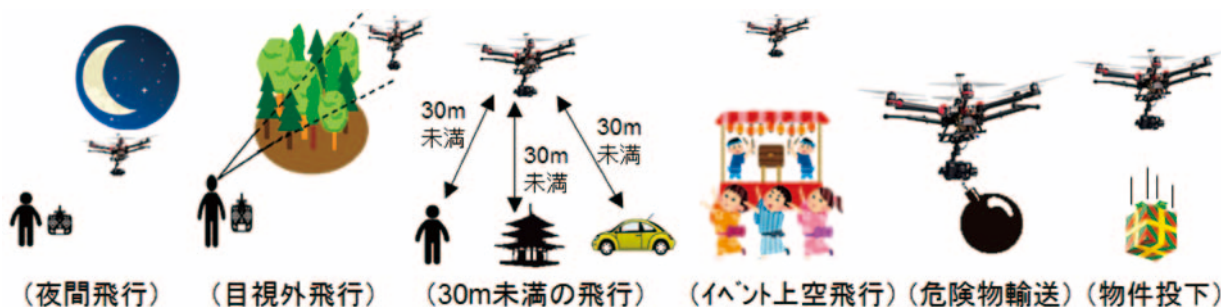 30m
未満
30m
未満
30m
未満
(夜間飛行)
(目視外飛行)
(30m未満の飛行)
(イベント上空飛行)
(危険物輸送)
(物件投下)